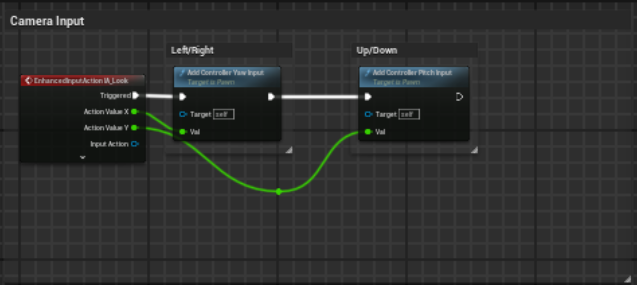 Camera Input
Left/Right
Up/Down
EnhancedInputAction IA_Look
Triggered
Action Value X
Action Value Y
Input Action
Add Controller Yaw Input
Target is Pawn
Target self
Val
Add Controller Pitch Input
Target is Pawn
Target self
Val